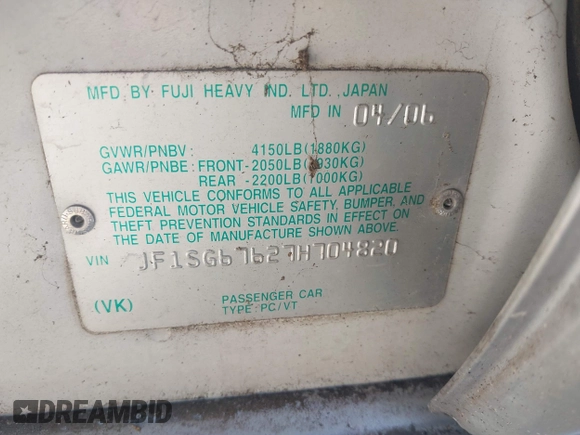 MFD. BY FUJI HEAVY IND. LTD., JAPAN
MFD IN 04/06
GVWR/PNBV : 4150LB(1880KG)
GAWR/PNBE : FRONT-2050LB(930KG)
REAR -2200LB(1000KG)
THIS VEHICLE CONFORMS TO ALL APPLICABLE
FEDERAL MOTOR VEHICLE SAFETY, BUMPER, AND
THEFT PREVENTION STANDARDS IN EFFECT ON
THE DATE OF MANUFACTURE SHOWN ABOVE.
VIN JF1SG67627H704820
(VK) PASSENGER CAR
TYPE : PC/VT
DREAMBID